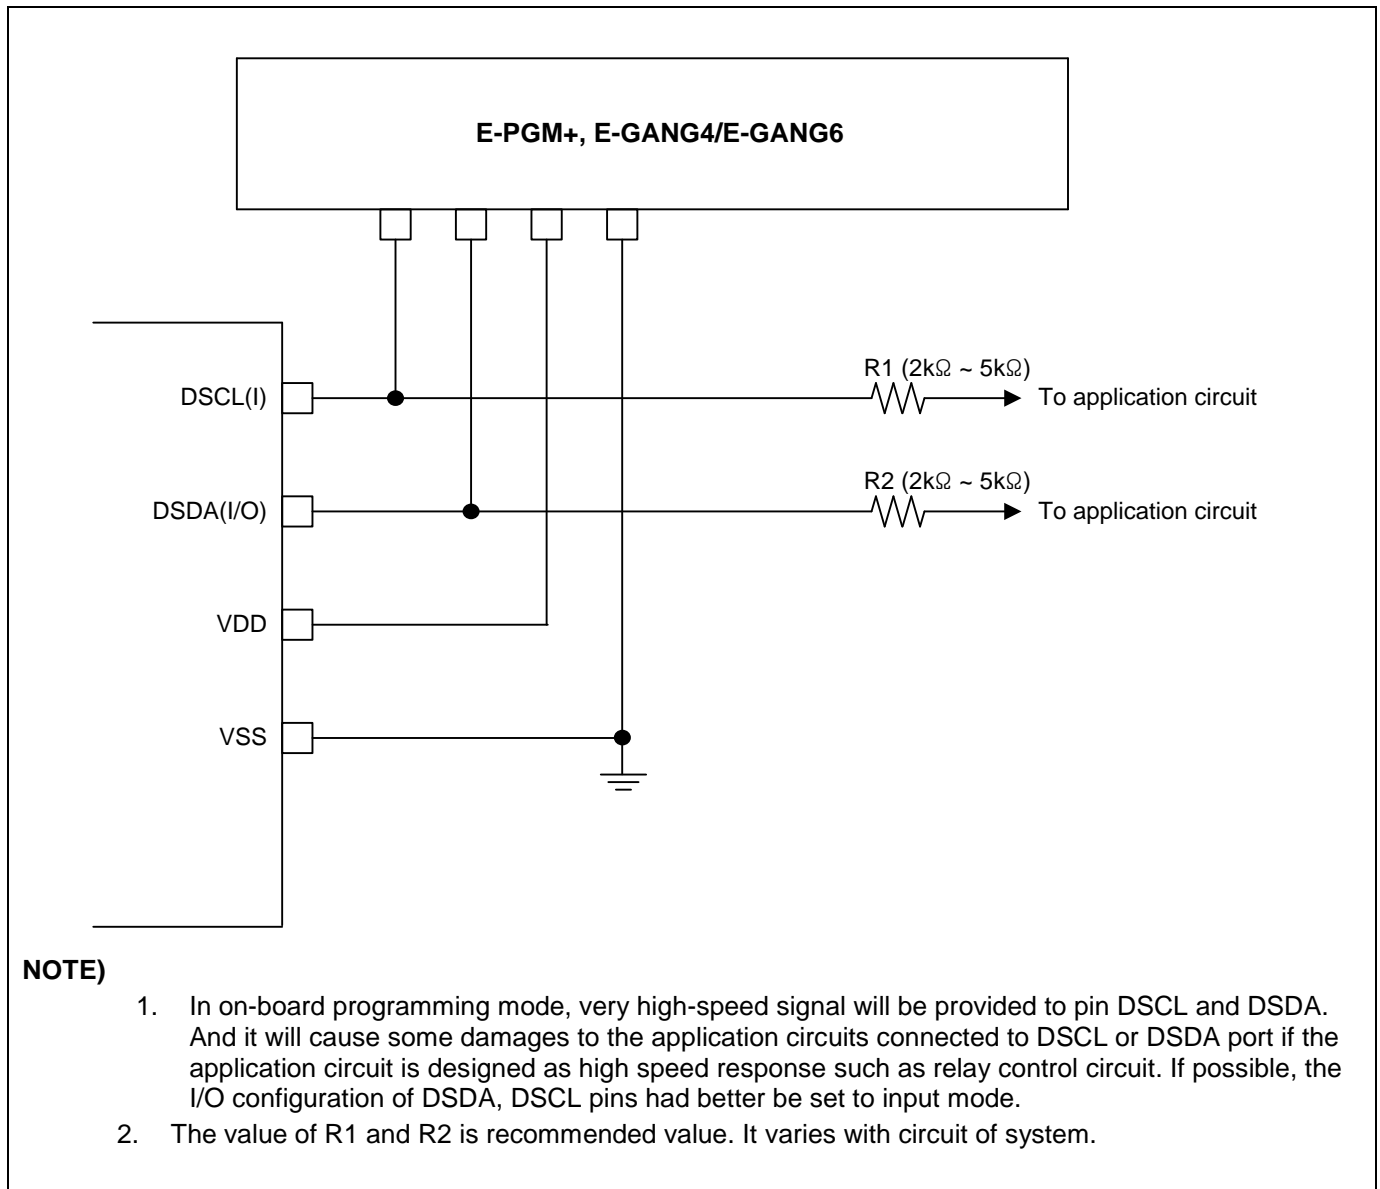 E-PGM+, E-GANG4/E-GANG6
R1 (2kΩ ~ 5kΩ)
DSCL(I)
To application circuit
R2 (2kΩ ~ 5kΩ)
DSDA(I/O)
To application circuit
VDD
VSS
NOTE)
1. In on-board programming mode, very high-speed signal will be provided to pin DSCL and DSDA.
And it will cause some damages to the application circuits connected to DSCL or DSDA port if the
application circuit is designed as high speed response such as relay control circuit. If possible, the
I/O configuration of DSDA, DSCL pins had better be set to input mode.
2. The value of R1 and R2 is recommended value. It varies with circuit of system.